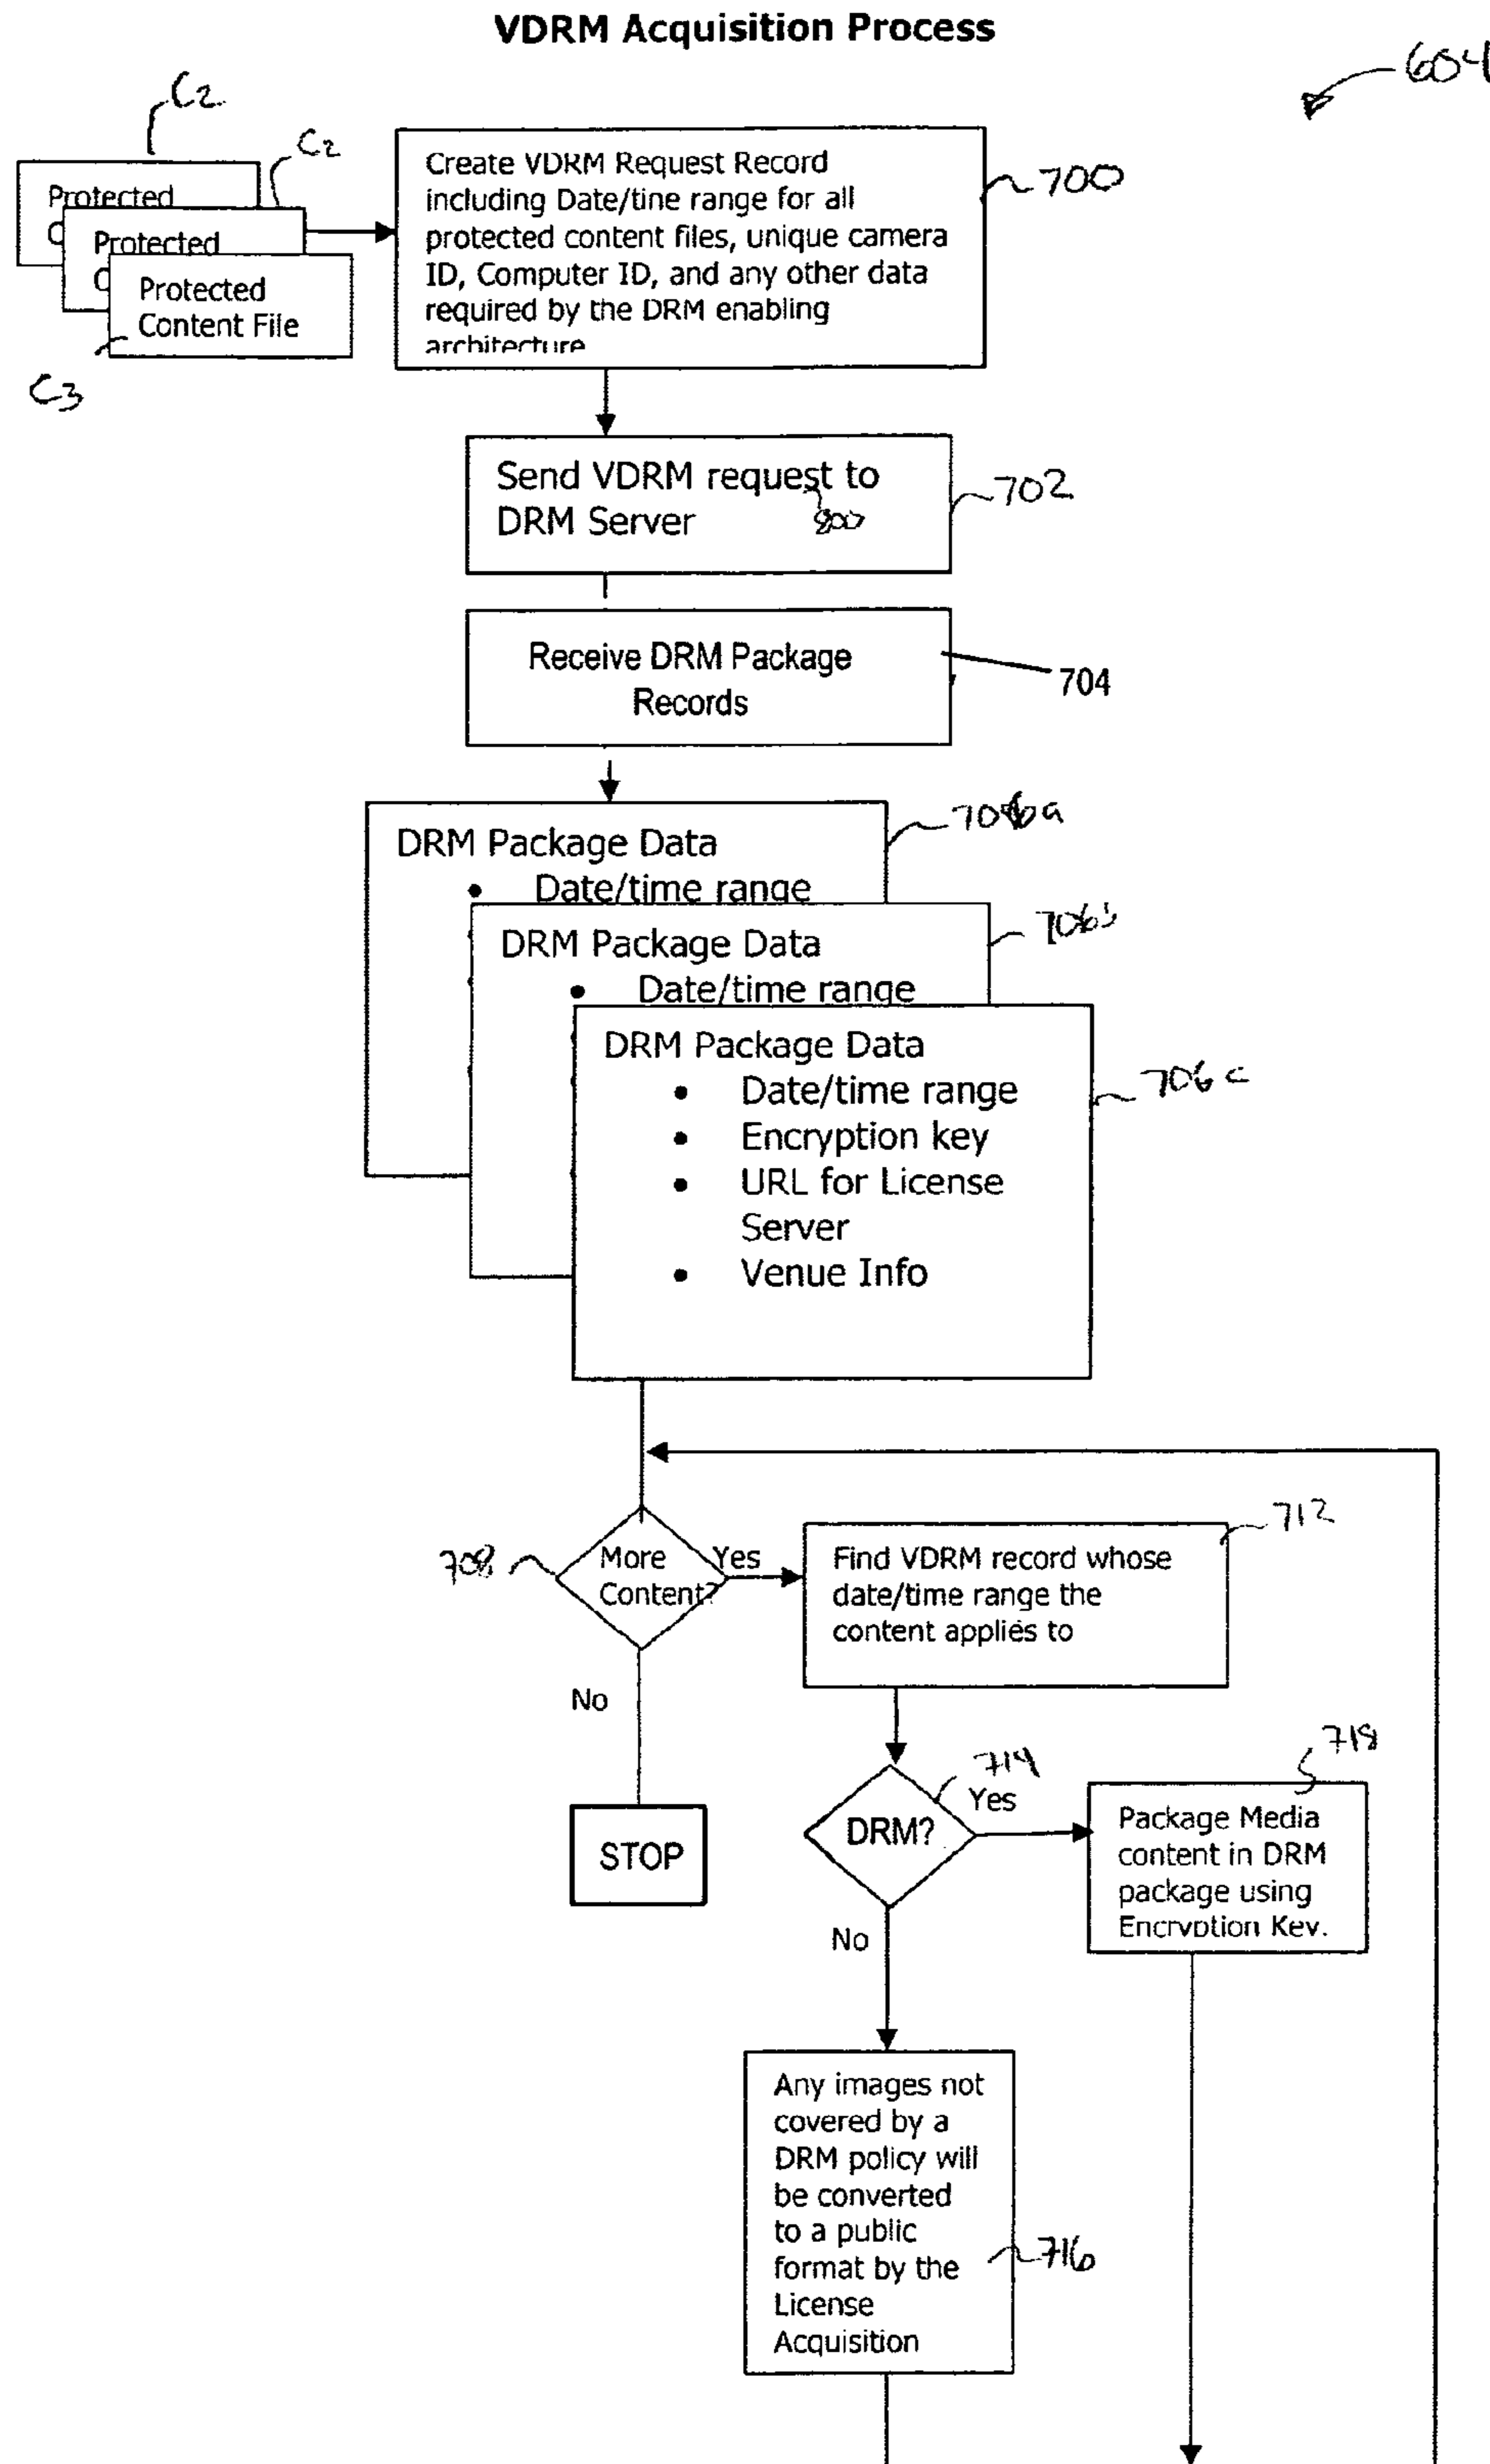 VDRM Acquisition Process
604
C2
C2
Protected
Protected
Protected
Content File
C3
Create VDRM Request Record
including Date/tine range for all
protected content files, unique camera
ID, Computer ID, and any other data
required by the DRM enabling
architecture
700
Send VDRM request to
DRM Server
800
702
Receive DRM Package
Records
704
DRM Package Data
• Date/time range
706a
DRM Package Data
• Date/time range
706b
DRM Package Data
• Date/time range
• Encryption key
• URL for License
Server
• Venue Info
706c
708
More
Content?
Yes
No
STOP
Find VDRM record whose
date/time range the
content applies to
712
DRM?
714
Yes
No
Package Media
content in DRM
package using
Encryption Key.
718
Any images not
covered by a
DRM policy will
be converted
to a public
format by the
License
Acquisition
716